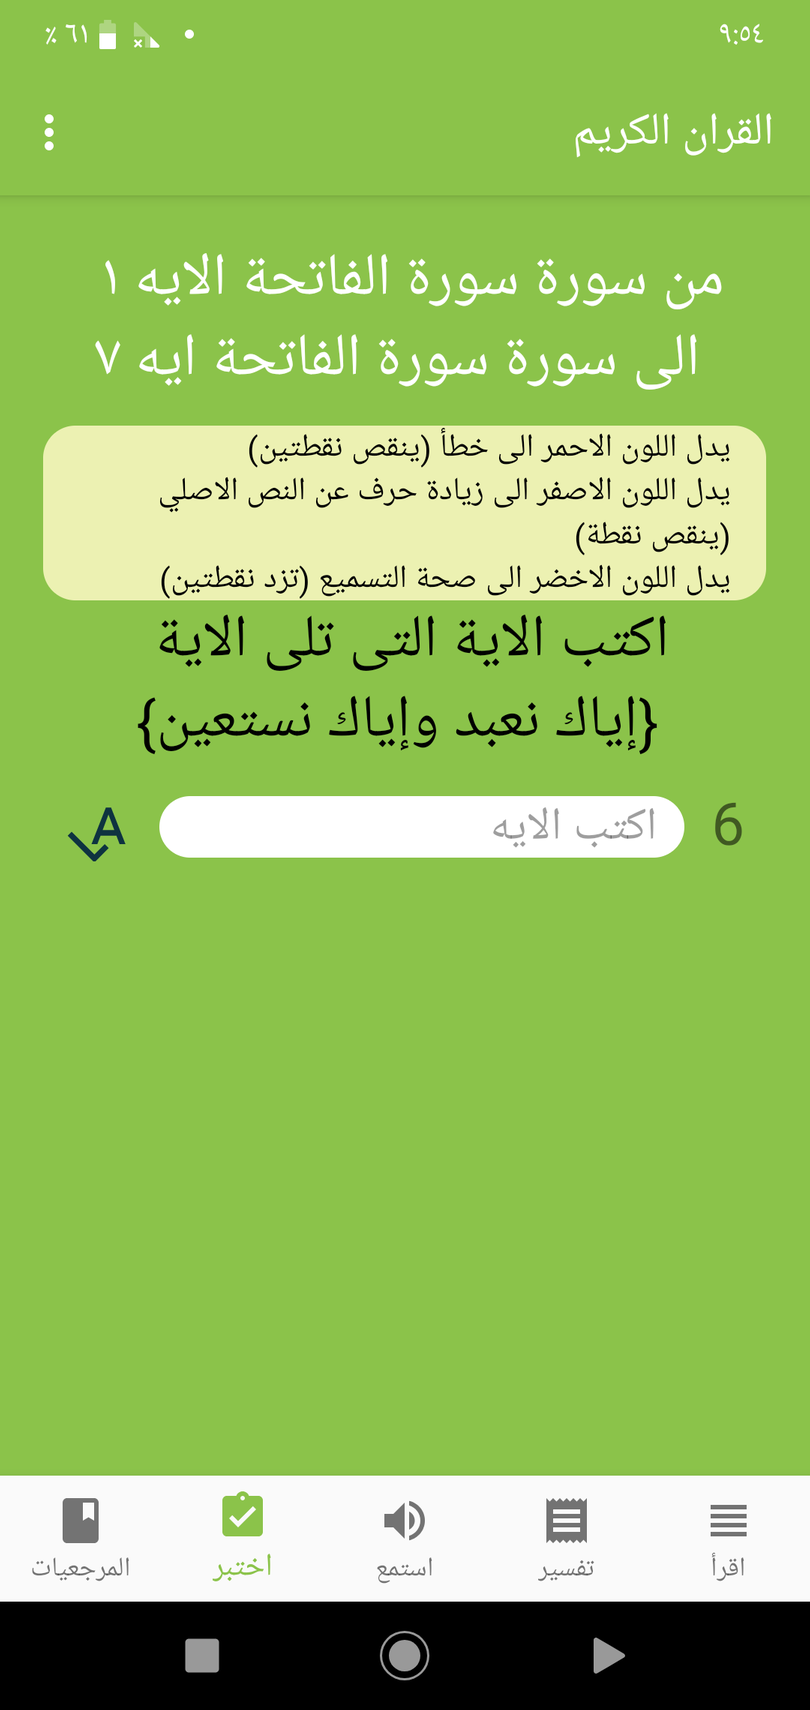 ٩:٥٤
٦١ ٪
القران الكريم
من سورة سورة الفاتحة الايه ١
الى سورة سورة الفاتحة ايه ٧
يدل اللون الاحمر الى خطأ (ينقص نقطتين)
يدل اللون الاصفر الى زيادة حرف عن النص الاصلي
(ينقص نقطة)
يدل اللون الاخضر الى صحة التسميع (تزد نقطتين)
اكتب الاية التى تلى الاية
{إياك نعبد وإياك نستعين}
6 اكتب الايه A
اقرأ تفسير استمع اختبر المرجعيات